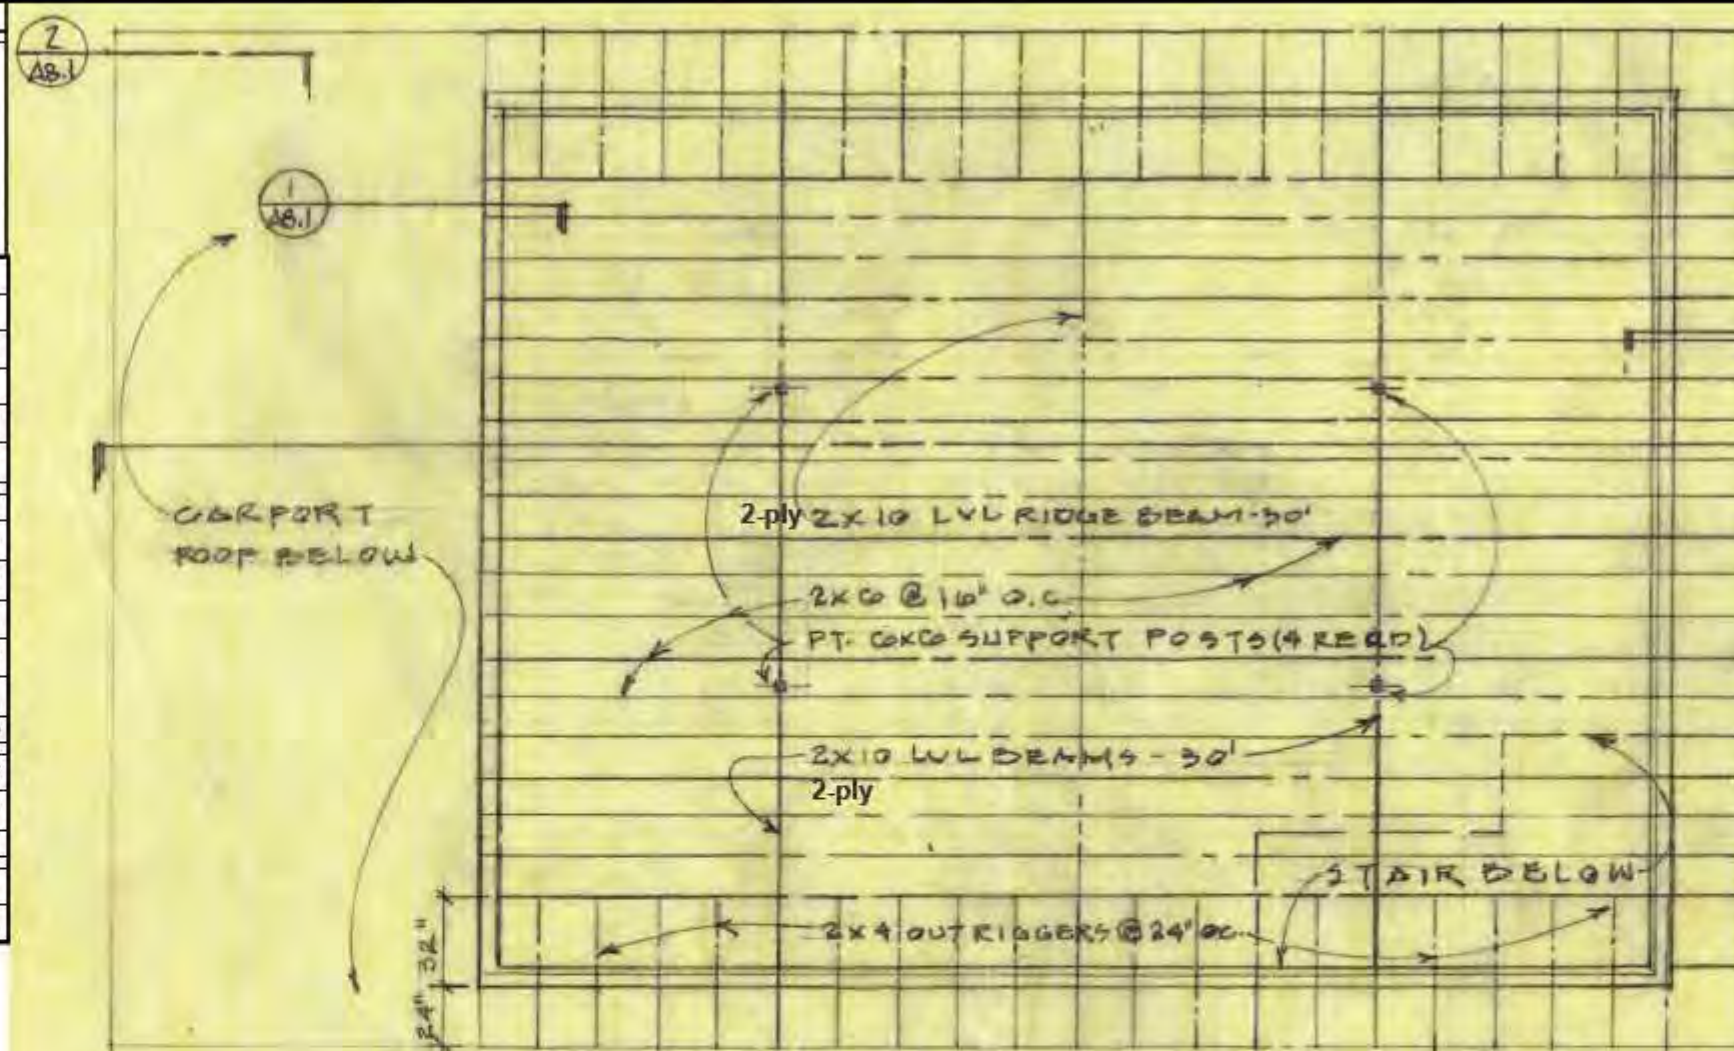 2
A8.1
1
A8.1
CARPORT
ROOF BELOW
2-ply 2X10 LVL RIDGE BEAM-30'
2X6 @ 16" O.C.
PT. 6X6 SUPPORT POSTS (4 REQD)
2X10 LVL BEAMS - 30'
2-ply
STAIR BELOW
2X4 OUTRIGGERS @ 24" OC.
32"
24"